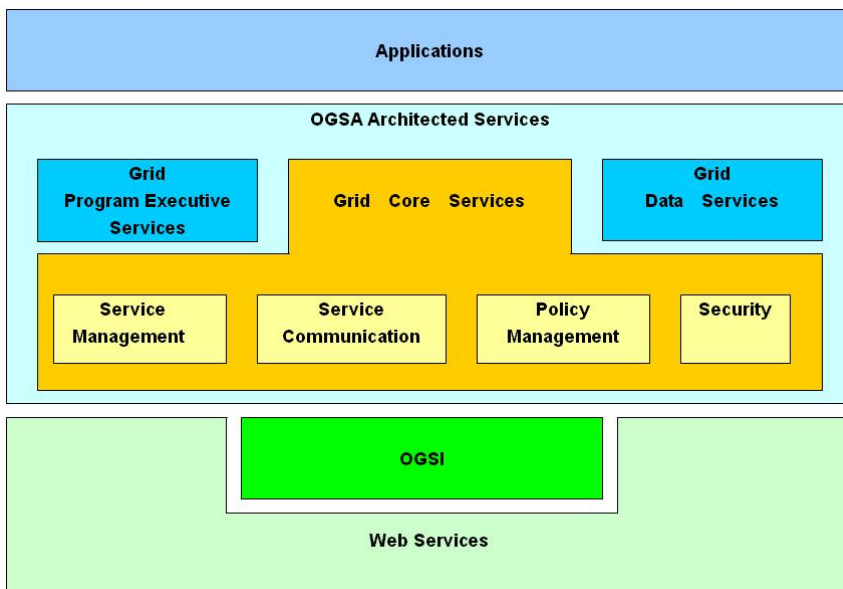 Applications
OGSA Architected Services
Grid
Program Executive
Services
Grid Core Services
Grid
Data Services
Service
Management
Service
Communication
Policy
Management
Security
OGSI
Web Services